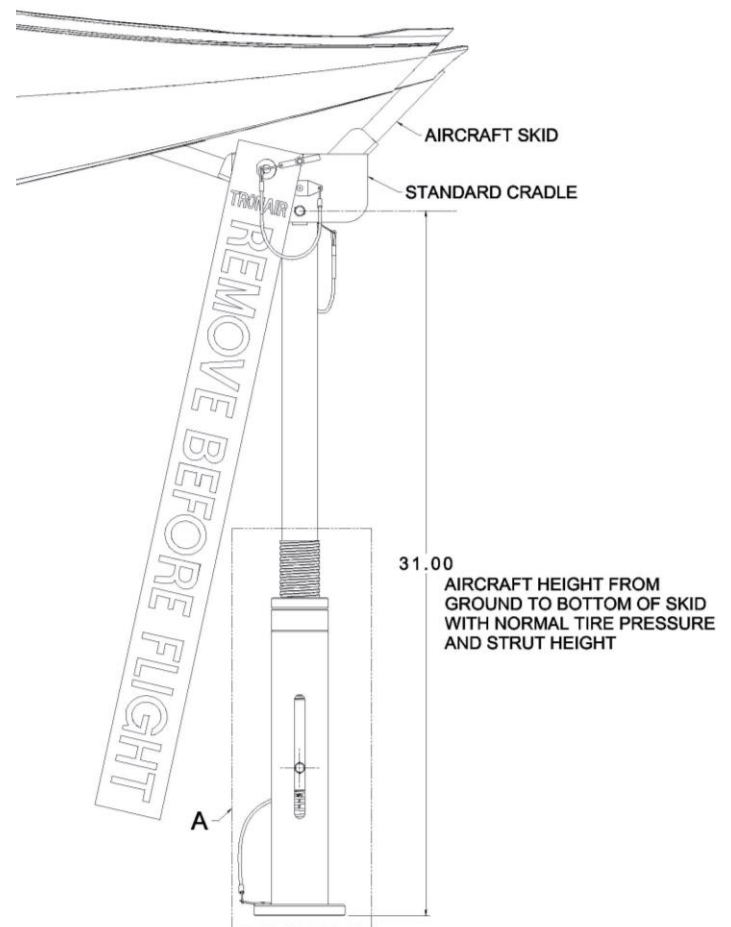 AIRCRAFT SKID
STANDARD CRADLE
TRONAIR
REMOVE BEFORE FLIGHT
31.00
AIRCRAFT HEIGHT FROM
GROUND TO BOTTOM OF SKID
WITH NORMAL TIRE PRESSURE
AND STRUT HEIGHT
A